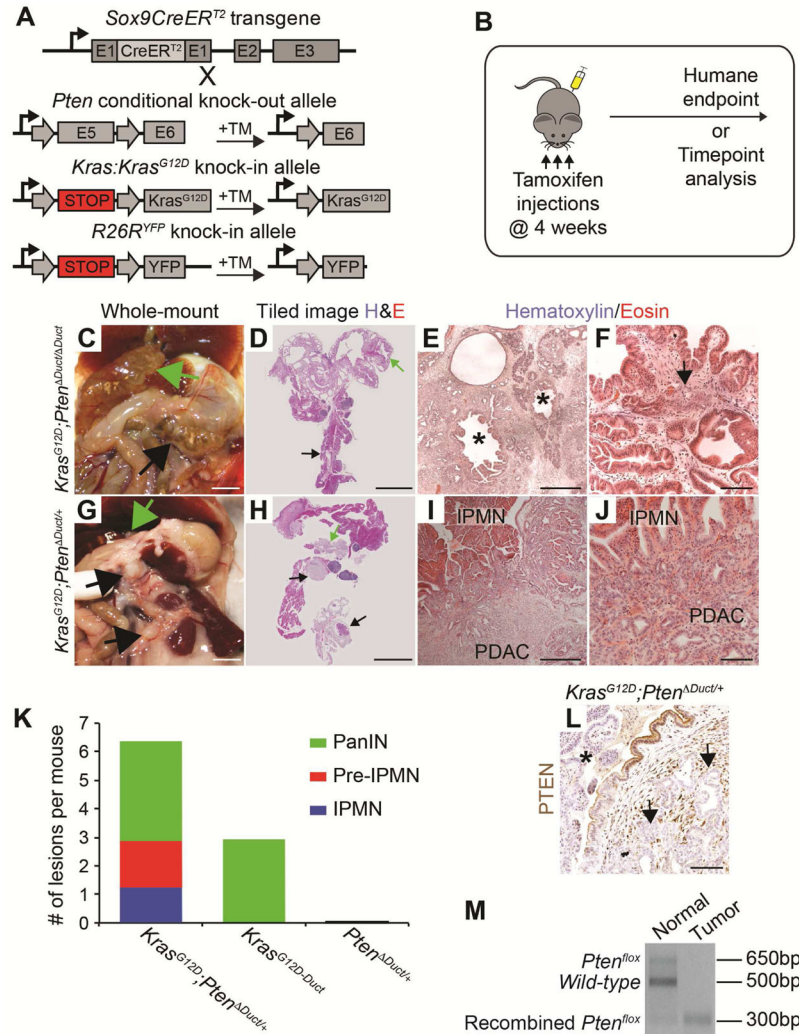 A
Sox9CreER^T2 transgene
E1 CreER^T2 E1 E2 E3
X
Pten conditional knock-out allele
E5 E6 +TM E6
Kras:Kras^G12D knock-in allele
STOP Kras^G12D +TM Kras^G12D
R26R^YFP knock-in allele
STOP YFP +TM YFP
B
Humane
endpoint
or
Timepoint
analysis
Tamoxifen
injections
@ 4 weeks
Whole-mount Tiled image H&E Hematoxylin/Eosin
Kras^G12D;Pten^ΔDuct/ΔDuct
C D E F
* *
Kras^G12D;Pten^ΔDuct/+
G H I J
IPMN IPMN
PDAC PDAC
K
# of lesions per mouse
7
6
5
4
3
2
1
0
PanIN
Pre-IPMN
IPMN
Kras^G12D;Pten^ΔDuct/+
Kras^G12D-Duct
Pten^ΔDuct/+
Kras^G12D;Pten^ΔDuct/+
L
PTEN
*
M
Normal Tumor
Pten^flox 650bp
Wild-type 500bp
Recombined Pten^flox 300bp